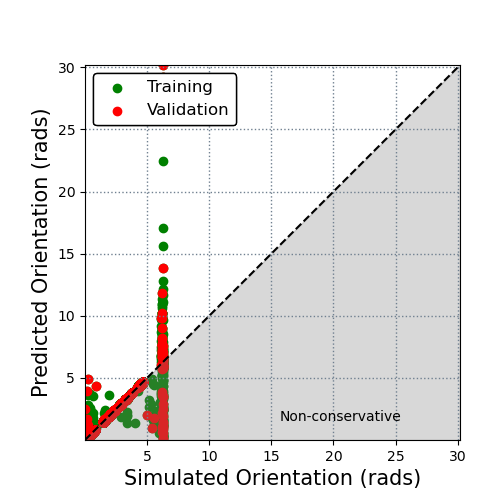 30
25
20
15
10
5
Predicted Orientation (rads)
Training
Validation
Non-conservative
5 10 15 20 25 30
Simulated Orientation (rads)